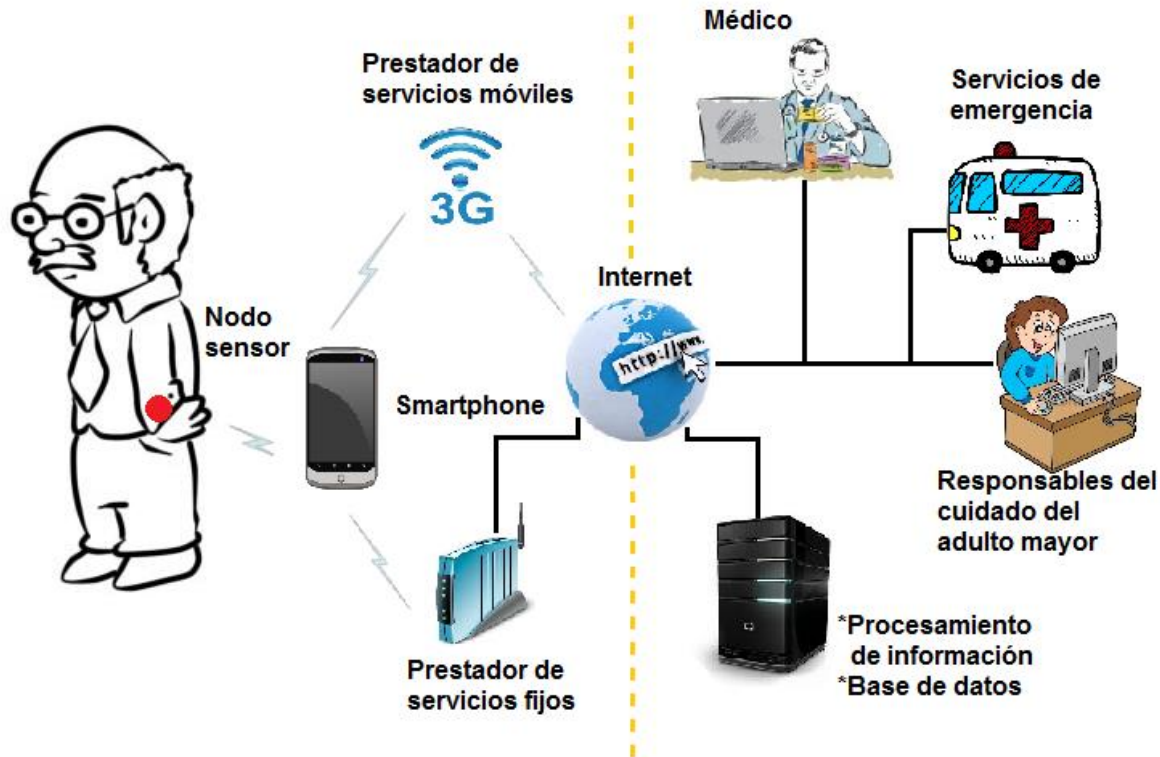 Médico
Prestador de
servicios móviles
3G
Servicios de
emergencia
Internet
http://www.
Nodo
sensor
Smartphone
Responsables del
cuidado del
adulto mayor
Prestador de
servicios fijos
*Procesamiento
de información
*Base de datos